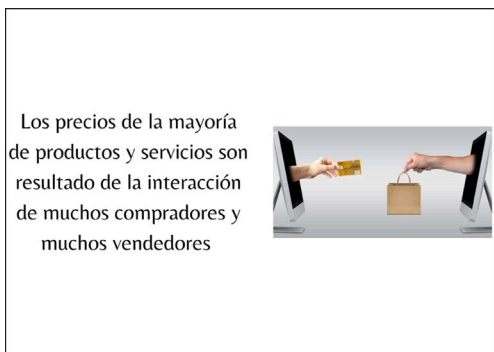 Los precios de la mayoría
de productos y servicios son
resultado de la interacción
de muchos compradores y
muchos vendedores